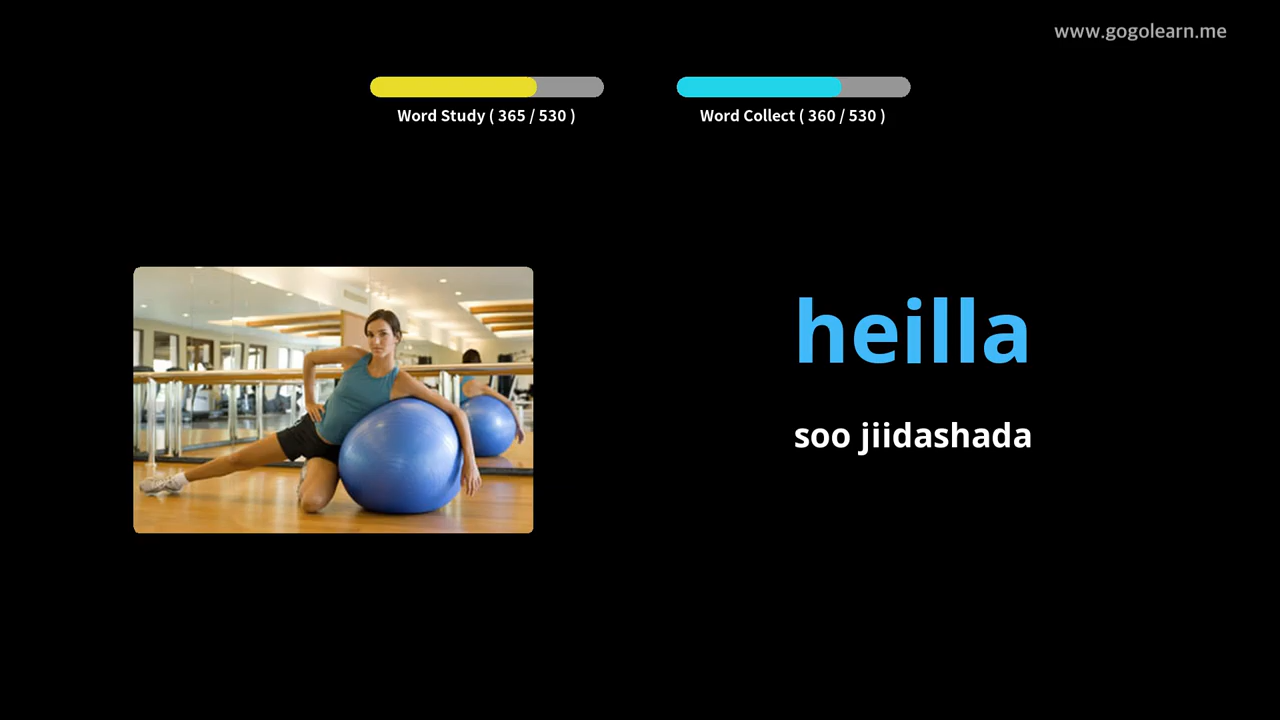 www.gogolearn.me
Word Study ( 365 / 530 )
Word Collect ( 360 / 530 )
heilla
soo jiidashada